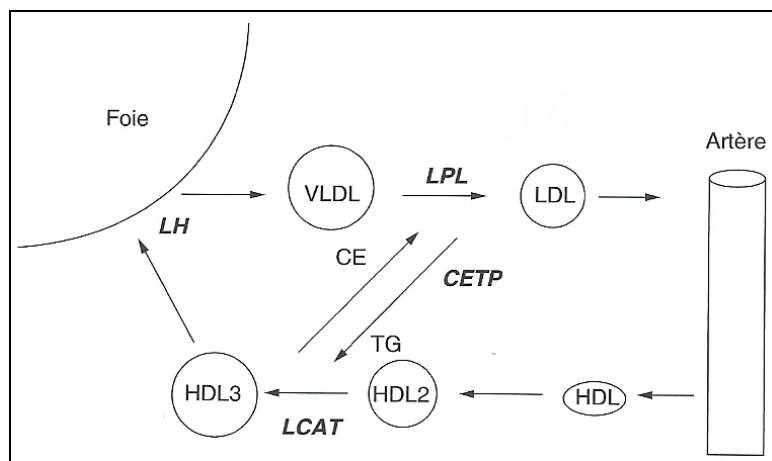 Foie
Artère
VLDL
LPL
LDL
LH
CE
CETP
TG
HDL3
LCAT
HDL2
HDL